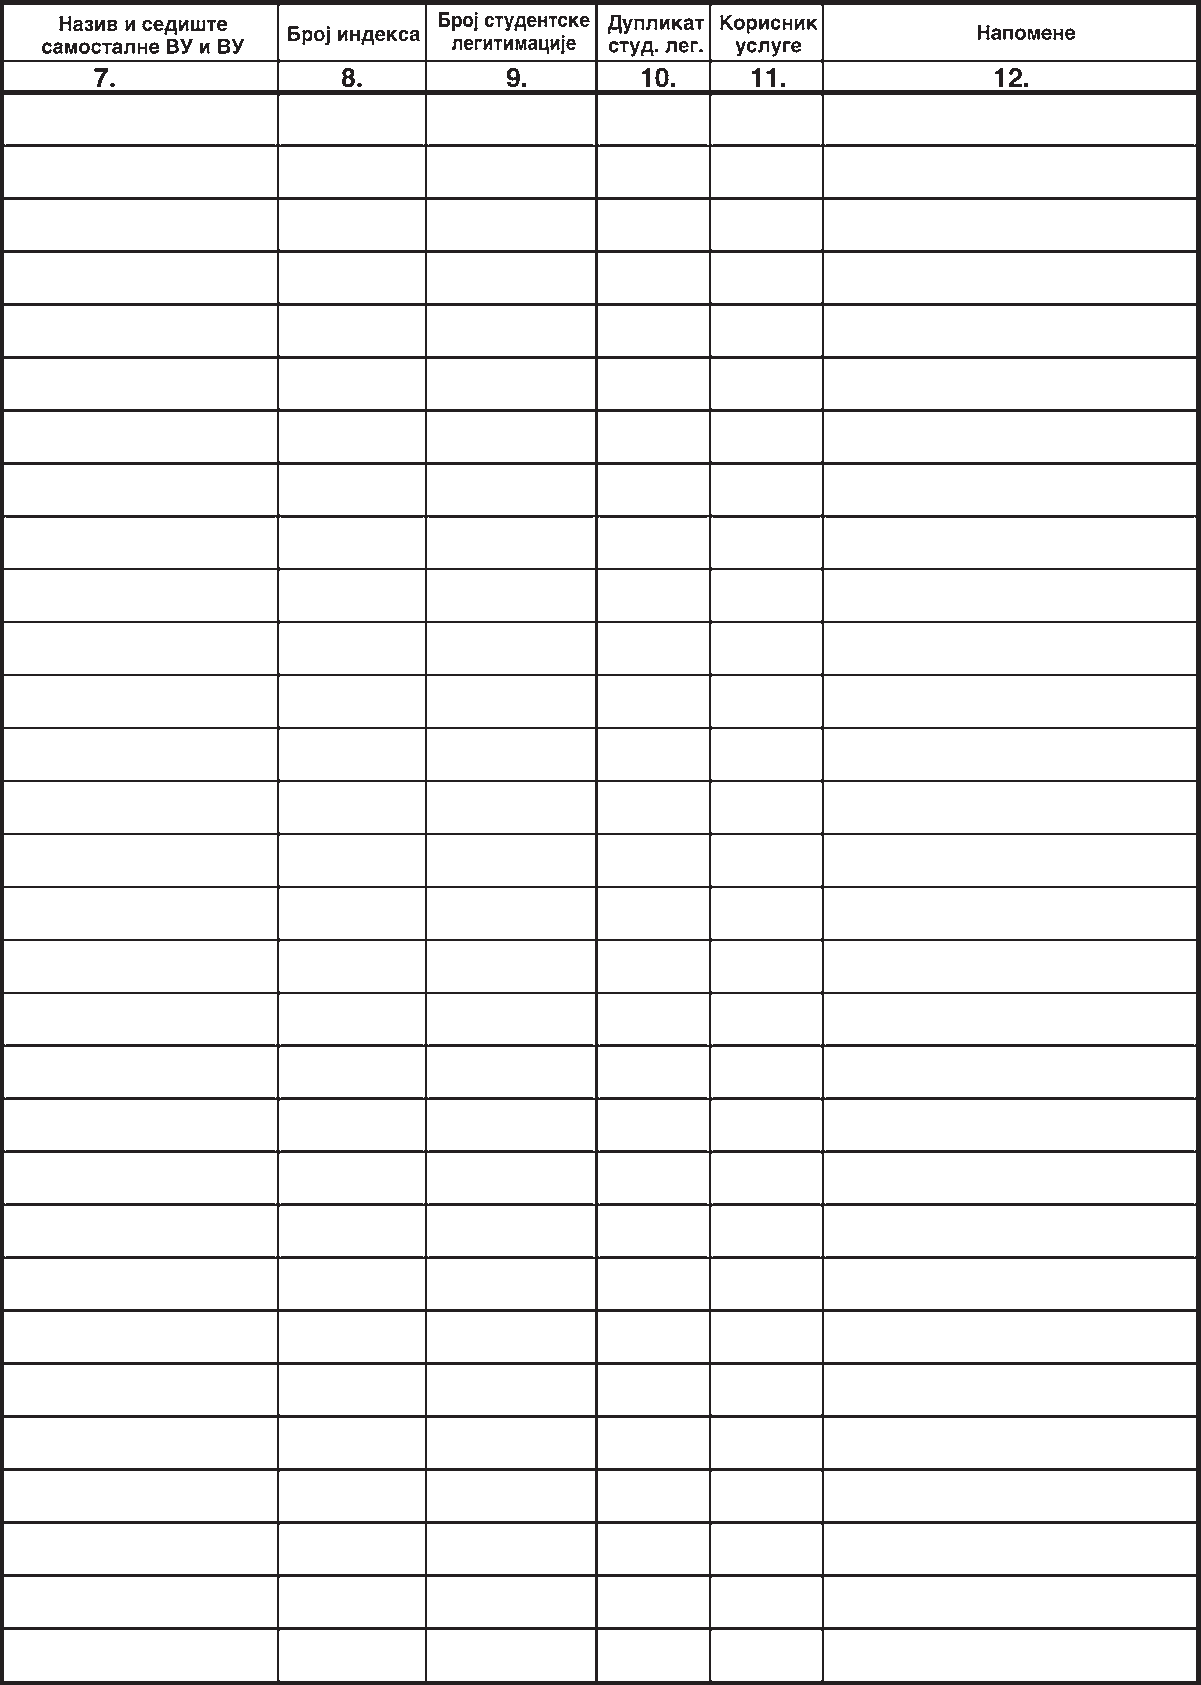 Назив и седиште
самосталне ВУ и ВУ
Број индекса
Број студентске
легитимације
Дупликат
студ. лег.
Корисник
услуге
Напомене
7.
8.
9.
10.
11.
12.